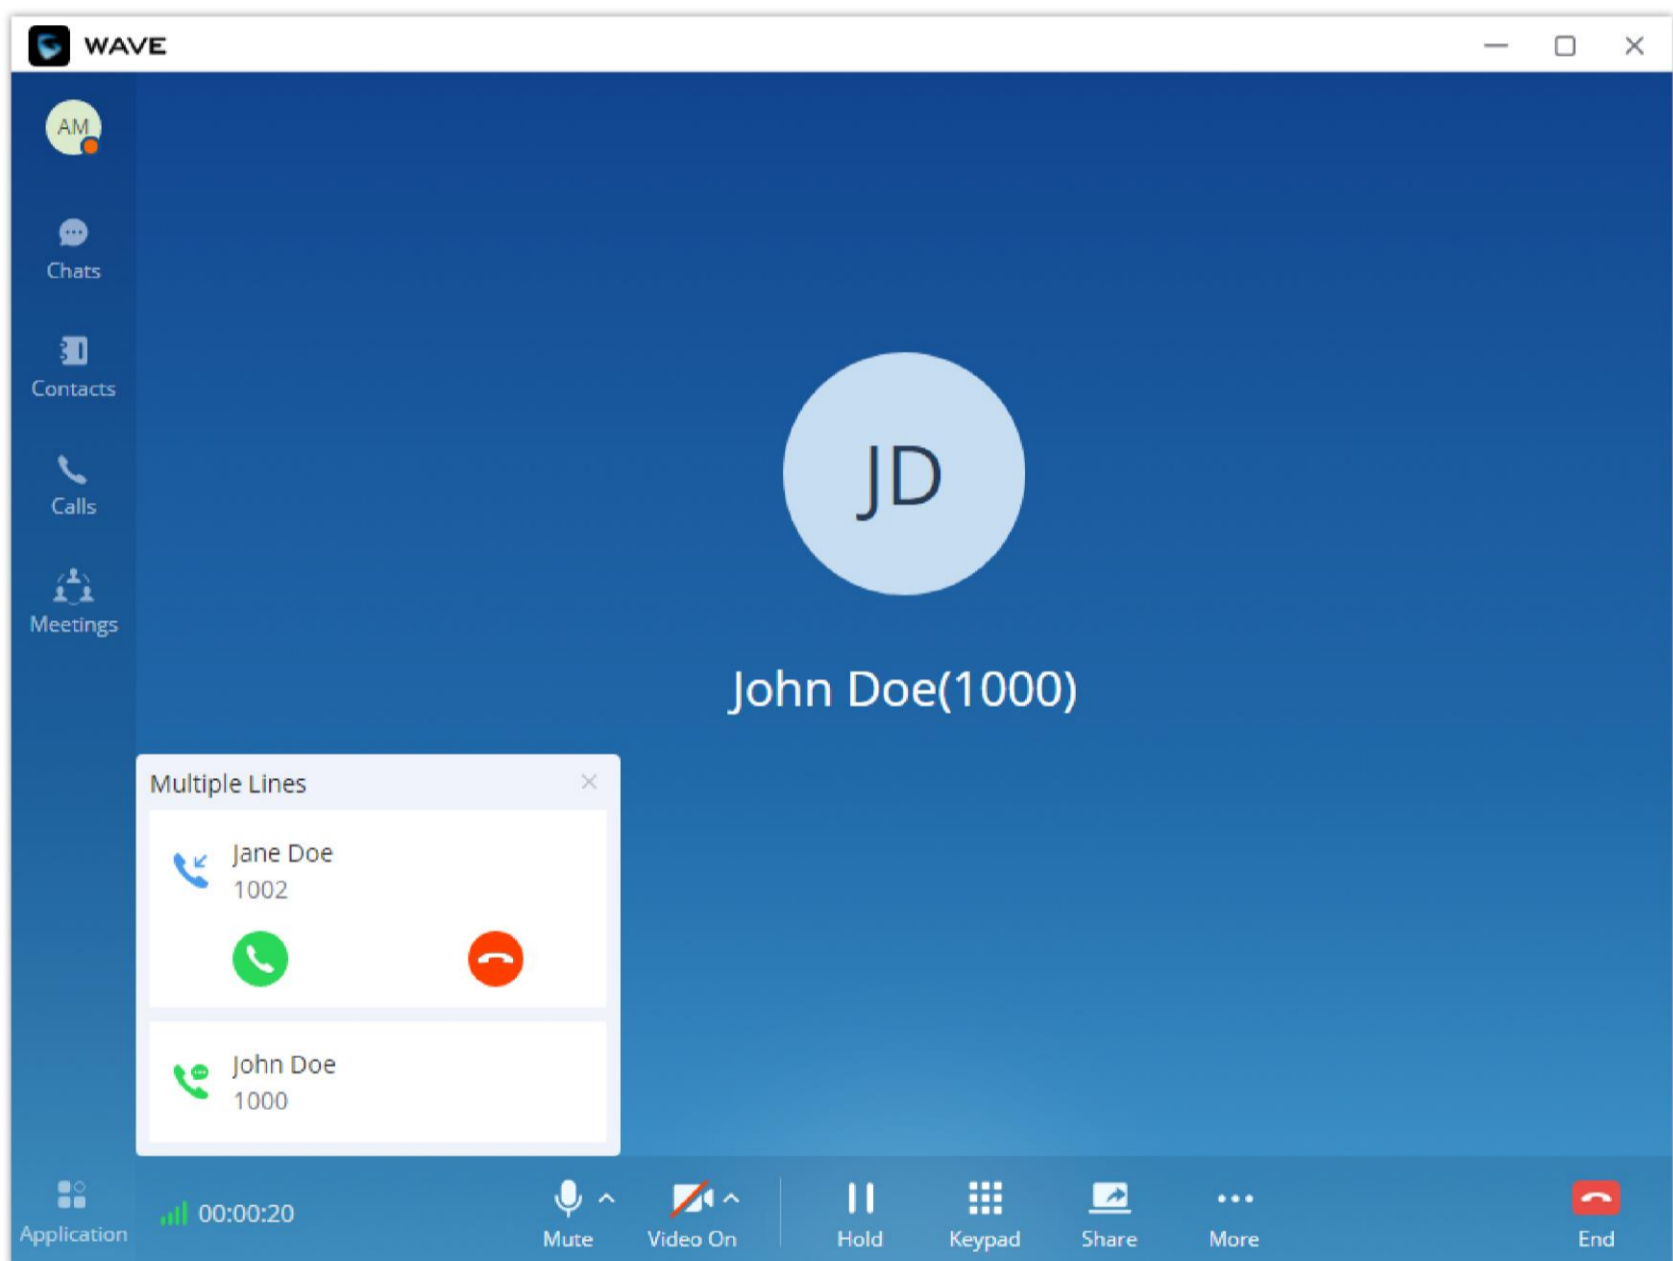 WAVE
AM
Chats
Contacts
Calls
Meetings
JD
John Doe(1000)
Multiple Lines
Jane Doe
1002
John Doe
1000
Application
00:00:20
Mute
Video On
Hold
Keypad
Share
More
End